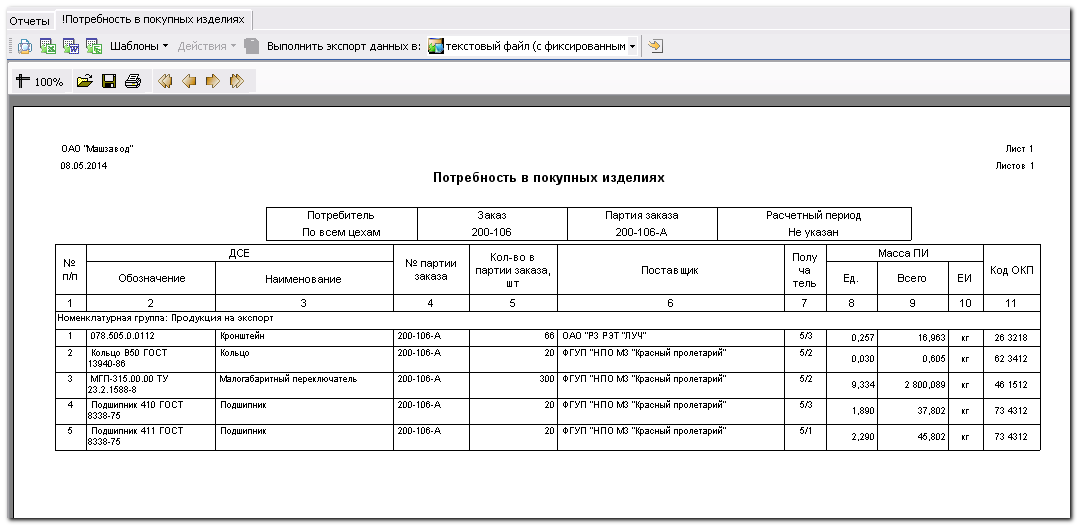 Отчеты !Потребность в покупных изделиях
Шаблоны Действия Выполнить экспорт данных в: текстовый файл (с фиксированным
100%
ОАО "Машзавод" Лист 1
08.05.2014 Листов 1
Потребность в покупных изделиях
Потребитель Заказ Партия заказа Расчетный период
По всем цехам 200-106 200-106-А Не указан
№ п/п ДСЕ № партии заказа Кол-во в партии заказа, шт Поставщик Полу ча тель Масса ПИ Код ОКП
Обозначение Наименование Ед. Всего ЕИ
1 2 3 4 5 6 7 8 9 10 11
Номенклатурная группа: Продукция на экспорт
1 078.505.0.0112 Кронштейн 200-106-А 66 ОАО "РЗ РЭТ "ЛУЧ" 5/3 0,257 16,963 кг 26 3218
2 Кольцо В50 ГОСТ 13940-86 Кольцо 200-106-А 20 ФГУП "НПО МЗ "Красный пролетарий" 5/2 0,030 0,605 кг 62 3412
3 МГП-315.00.00 ТУ 23.2.1588-8 Малогабаритный переключатель 200-106-А 300 ФГУП "НПО МЗ "Красный пролетарий" 5/2 9,334 2 800,089 кг 46 1512
4 Подшипник 410 ГОСТ 8338-75 Подшипник 200-106-А 20 ФГУП "НПО МЗ "Красный пролетарий" 5/3 1,890 37,802 кг 73 4312
5 Подшипник 411 ГОСТ 8338-75 Подшипник 200-106-А 20 ФГУП "НПО МЗ "Красный пролетарий" 5/1 2,290 45,802 кг 73 4312